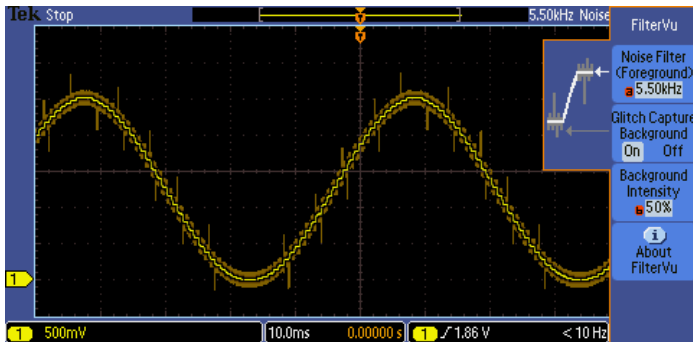 Tek Stop
5.50kHz Noise
FilterVu
Noise Filter
(Foreground)
a 5.50kHz
Glitch Capture
Background
On Off
Background
Intensity
b 50%
i
About
FilterVu
T
T
1
1 500mV
10.0ms 0.00000 s
1 1.86 V
< 10 Hz